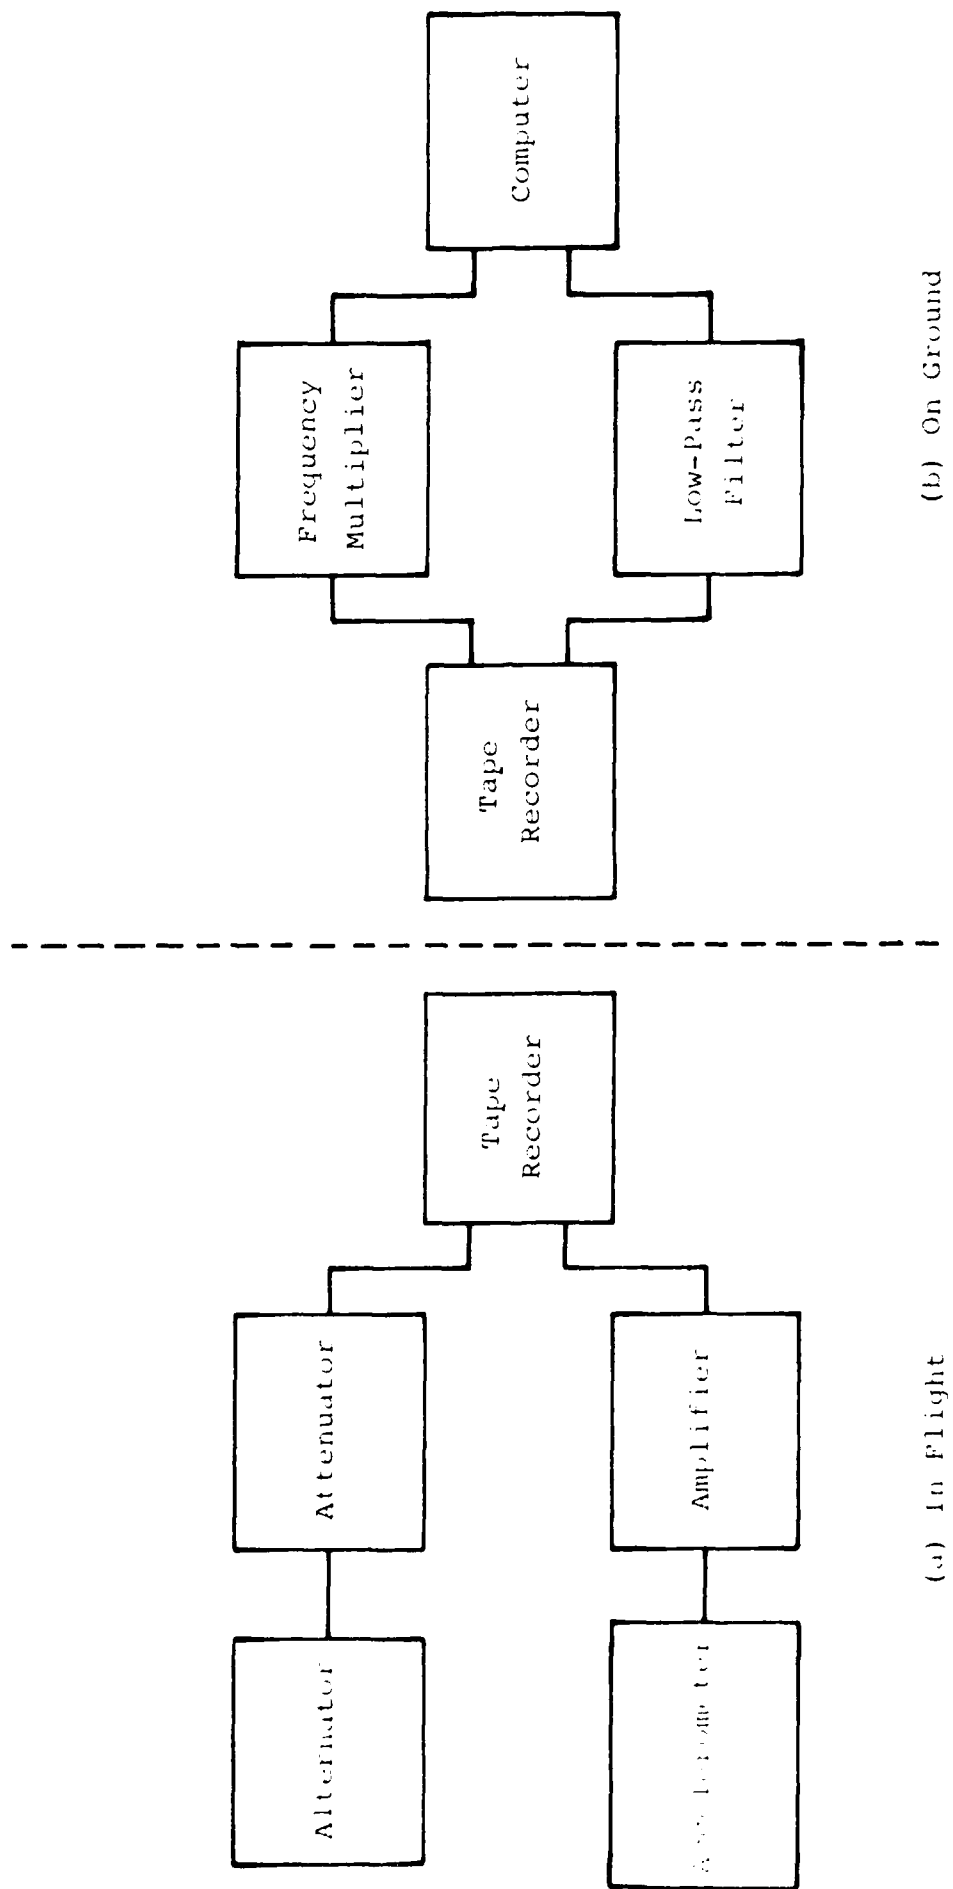 Alternator
Attenuator
Tape
Recorder
Amplifier
(a) In Flight
Tape
Recorder
Frequency
Multiplier
Low-Pass
Filter
Computer
(b) On Ground